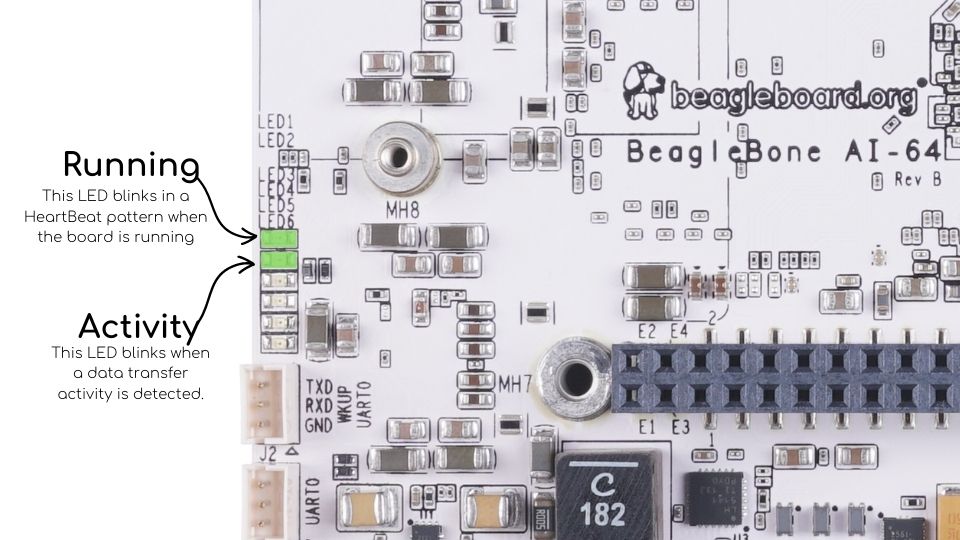 beagleboard.org®
LED1
LED2
BeagleBone AI-64
Running
LED3
LED4
LED5
LED6
Rev B
This LED blinks in a
HeartBeat pattern when
the board is running
MH8
Activity
This LED blinks when
a data transfer
activity is detected.
2
E2 E4
MH7
TXD
RXD
GND
WKUP
UART0
E1 E3
1
J2
UART0
C
182